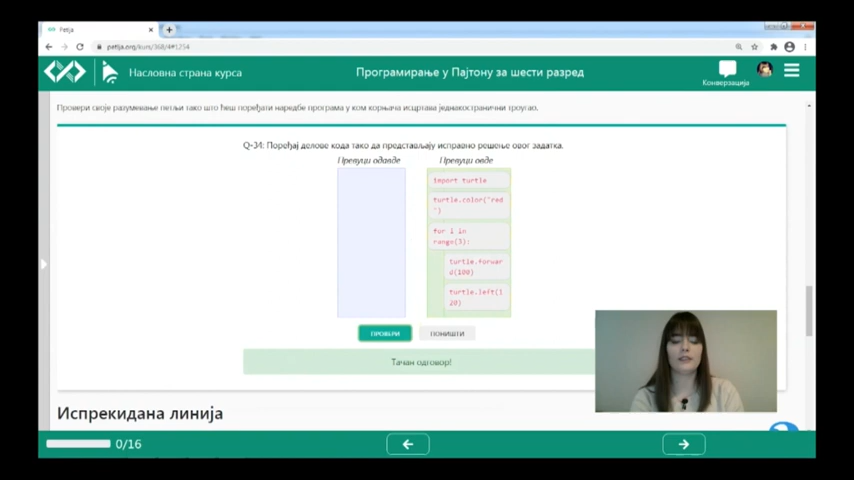 Petja
petlja.org/kurs/368/4#1254
Насловна страна курса
Програмирање у Пајтону за шести разред
Конверзација
Провери своје разумевање петљи тако што ћеш поређати наредбе програма у ком корњача исцртава једнакостранични троугао.
Q-34: Поређај делове кода тако да представљају исправно решење овог задатка.
Превуци одавде
Превуци овде
import turtle
turtle.color("red
")
for i in
range(3):
turtle.forwar
d(100)
turtle.left(1
20)
ПРОВЕРИ
ПОНИШТИ
Тачан одговор!
Испрекидана линија
0/16